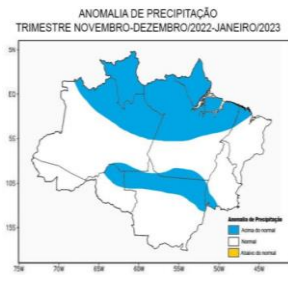 ANOMALIA DE PRECIPITAÇÃO
TRIMESTRE NOVEMBRO-DEZEMBRO/2022-JANEIRO/2023
5N
EQ
5S
10S
15S
Anomalia de Precipitação
Acima do normal
Normal
Abaixo do normal
75W 70W 65W 60W 55W 50W 45W